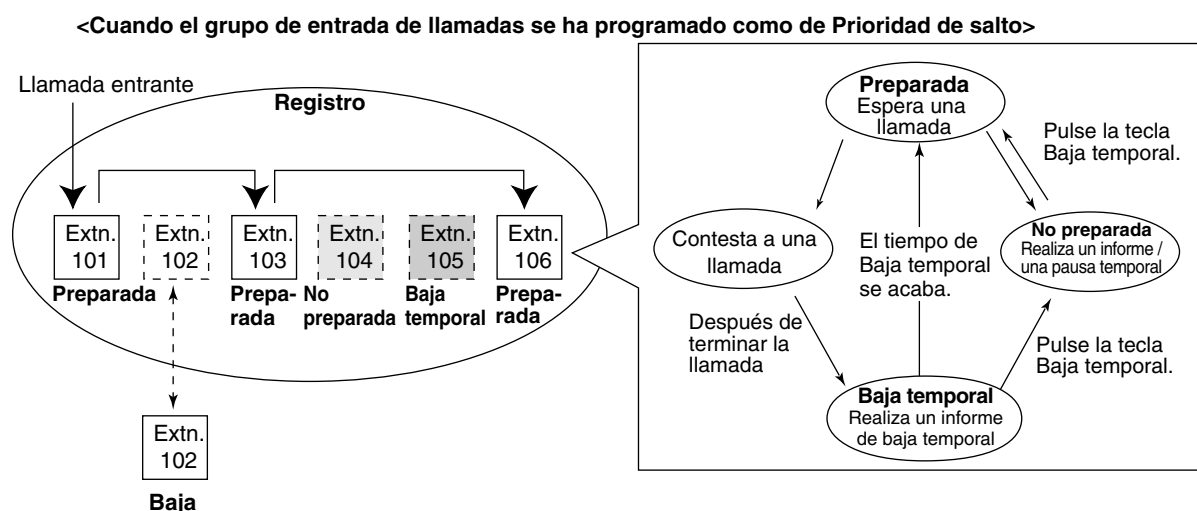 <Cuando el grupo de entrada de llamadas se ha programado como de Prioridad de salto>
Llamada entrante
Registro
Extn.
101
Preparada
Extn.
102
Extn.
103
Prepa-
rada
Extn.
104
No
preparada
Extn.
105
Baja
temporal
Extn.
106
Prepa-
rada
Extn.
102
Baja
Preparada
Espera una
llamada
Pulse la tecla
Baja temporal.
Contesta a una
llamada
El tiempo de
Baja temporal
se acaba.
No preparada
Realiza un informe /
una pausa temporal
Después de
terminar la
llamada
Pulse la tecla
Baja temporal.
Baja temporal
Realiza un informe
de baja temporal